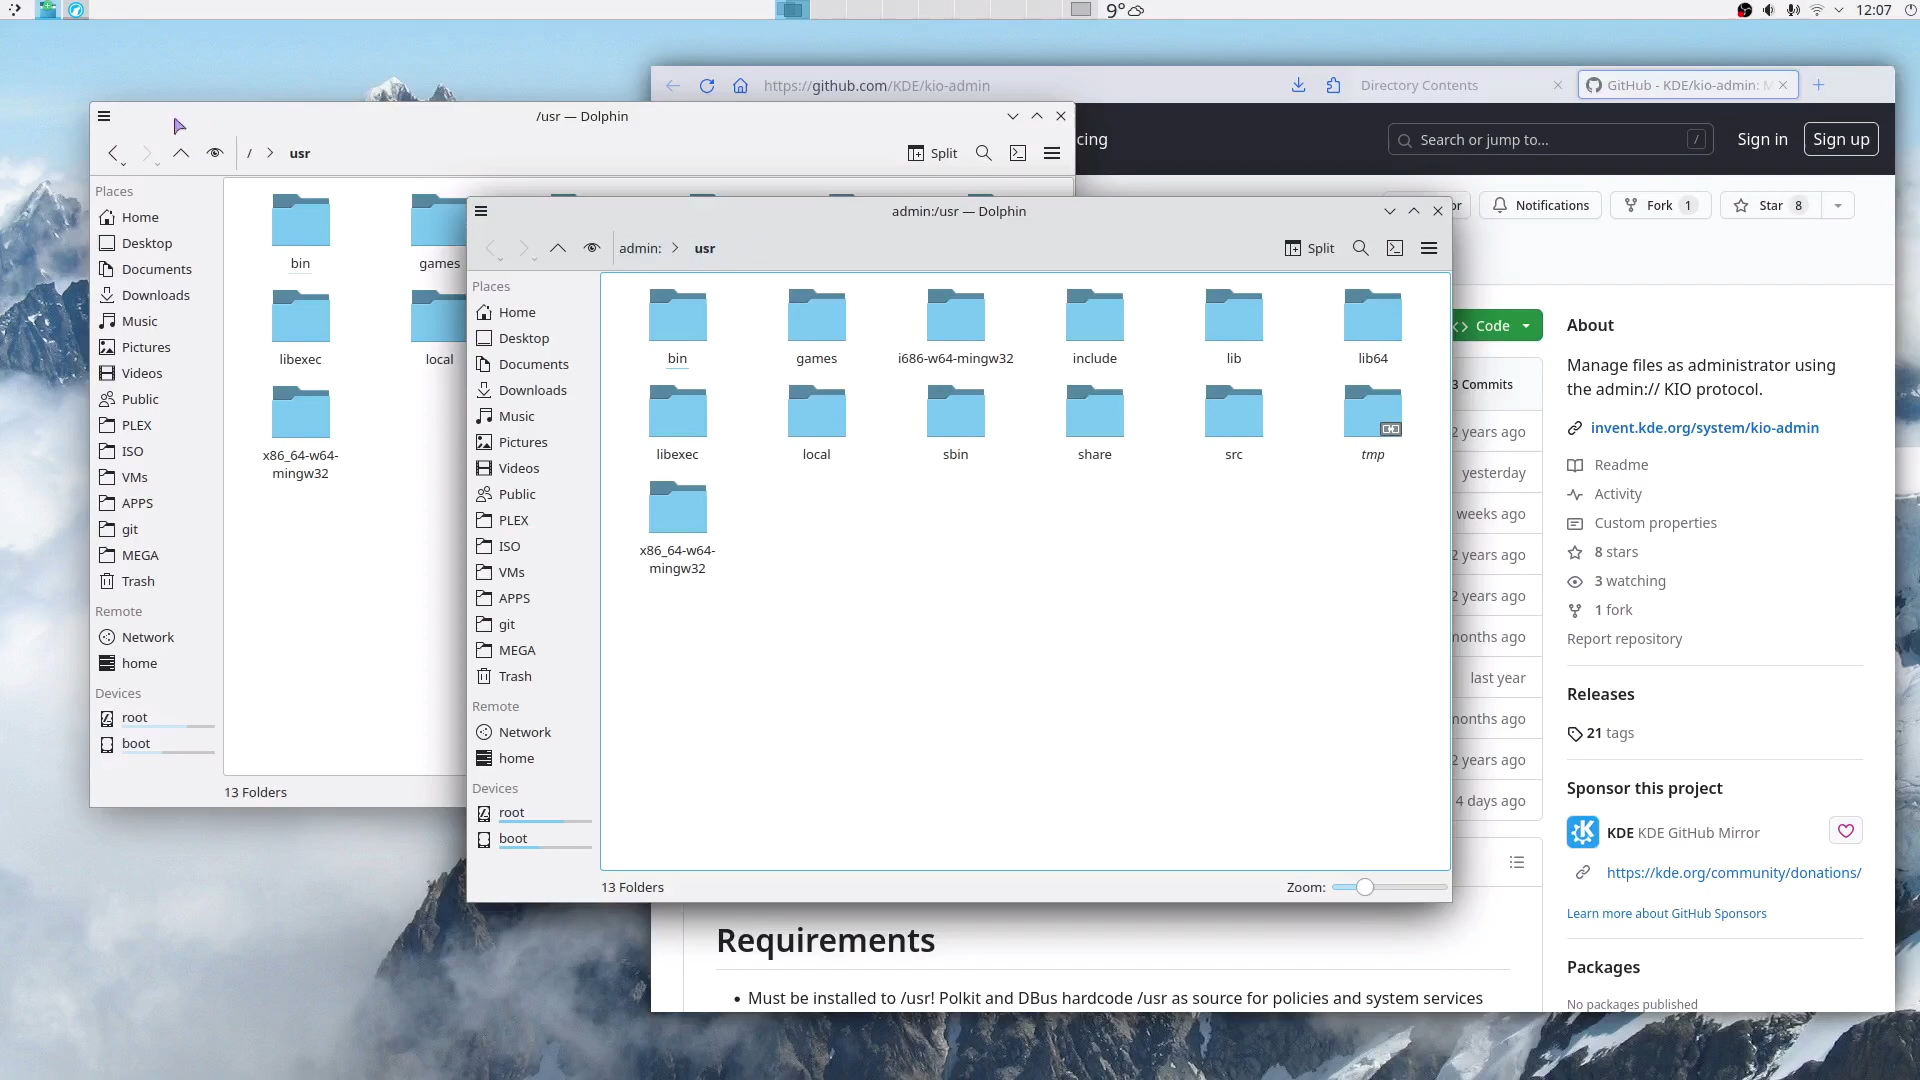 9°
12:07
https://github.com/KDE/kio-admin
Directory Contents
GitHub - KDE/kio-admin: M
cing
Search or jump to...
/
Sign in
Sign up
Notifications
Fork 1
Star 8
Code
About
Manage files as administrator using
the admin:// KIO protocol.
invent.kde.org/system/kio-admin
Readme
Activity
Custom properties
8 stars
3 watching
1 fork
Report repository
Releases
21 tags
Sponsor this project
KDE KDE GitHub Mirror
https://kde.org/community/donations/
Learn more about GitHub Sponsors
Packages
No packages published
3 Commits
2 years ago
yesterday
weeks ago
2 years ago
2 years ago
months ago
last year
months ago
2 years ago
4 days ago
Requirements
• Must be installed to /usr! Polkit and DBus hardcode /usr as source for policies and system services
/usr — Dolphin
/ > usr
Split
Places
Home
Desktop
Documents
Downloads
Music
Pictures
Videos
Public
PLEX
ISO
VMs
APPS
git
MEGA
Trash
Remote
Network
home
Devices
root
boot
bin
games
libexec
local
x86_64-w64-
mingw32
13 Folders
admin:/usr — Dolphin
admin: > usr
Split
Places
Home
Desktop
Documents
Downloads
Music
Pictures
Videos
Public
PLEX
ISO
VMs
APPS
git
MEGA
Trash
Remote
Network
home
Devices
root
boot
bin
games
i686-w64-mingw32
include
lib
lib64
libexec
local
sbin
share
src
tmp
x86_64-w64-
mingw32
13 Folders
Zoom: